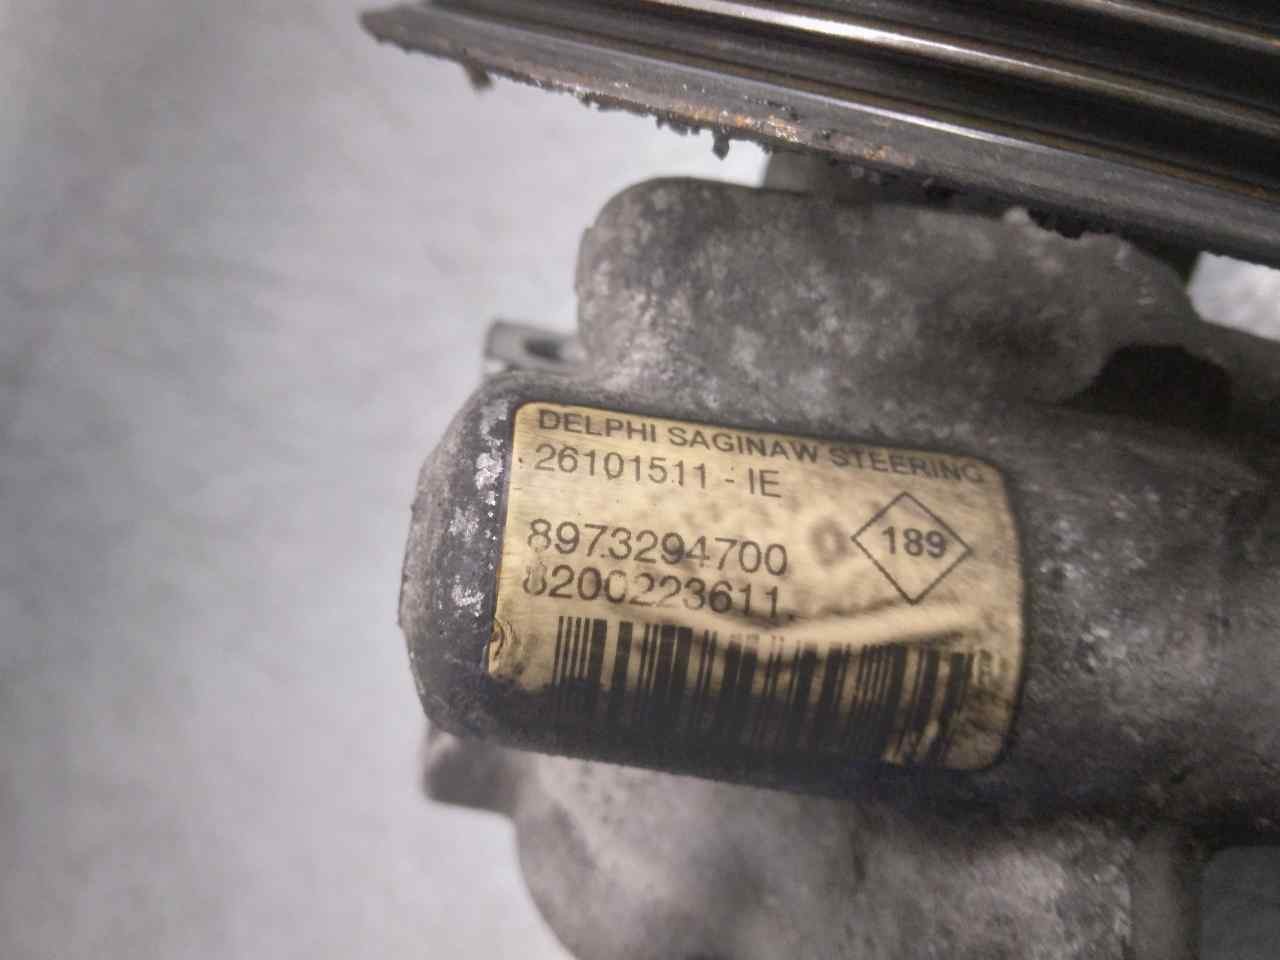 DELPHI SAGINAW STEERING
26101511 - IE
8973294700
189
8200223611